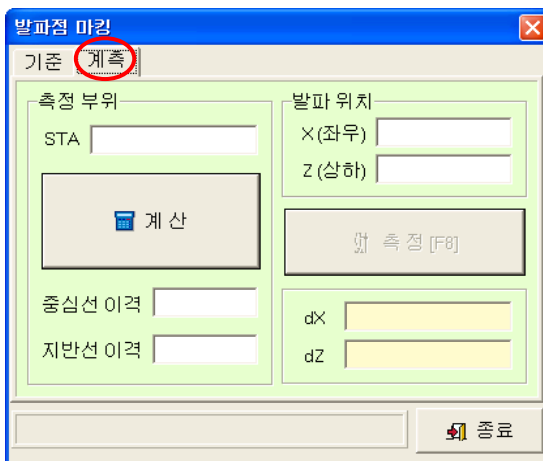 발파점 마킹
기준 계측
측정 부위
STA
계 산
중심선 이격
지반선 이격
발파 위치
X (좌우)
Z (상하)
측 정 [F8]
dX
dZ
종료